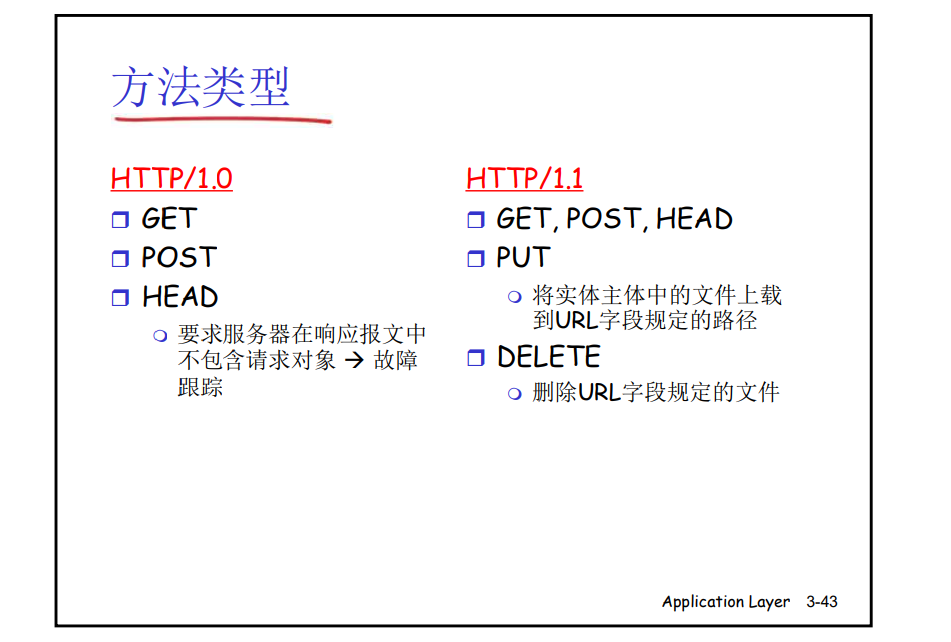 方法类型
HTTP/1.0
GET
POST
HEAD
要求服务器在响应报文中
不包含请求对象 → 故障
跟踪
HTTP/1.1
GET, POST, HEAD
PUT
将实体主体中的文件上载
到URL字段规定的路径
DELETE
删除URL字段规定的文件
Application Layer 3-43